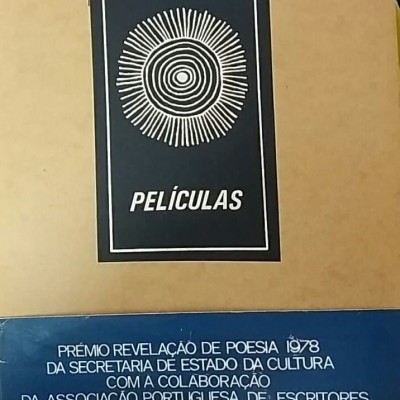 PELÍCULAS
PRÉMIO REVELAÇÃO DE POESIA 1978
DA SECRETARIA DE ESTADO DA CULTURA
COM A COLABORAÇÃO
DA ASSOCIAÇÃO PORTUGUESA DE ESCRITORES